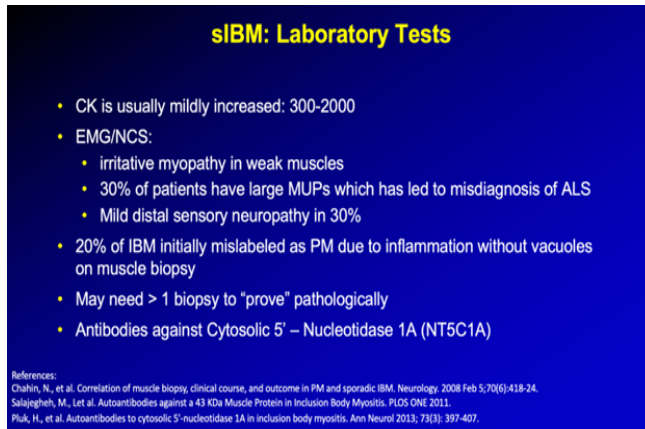 sIBM: Laboratory Tests
• CK is usually mildly increased: 300-2000
• EMG/NCS:
• irritative myopathy in weak muscles
• 30% of patients have large MUPs which has led to misdiagnosis of ALS
• Mild distal sensory neuropathy in 30%
• 20% of IBM initially mislabeled as PM due to inflammation without vacuoles
on muscle biopsy
• May need > 1 biopsy to “prove” pathologically
• Antibodies against Cytosolic 5’ – Nucleotidase 1A (NT5C1A)
References:
Chahin, N., et al. Correlation of muscle biopsy, clinical course, and outcome in PM and sporadic IBM. Neurology. 2008 Feb 5;70(6):418-24.
Salajegheh, M., Let al. Autoantibodies against a 43 KDa Muscle Protein in Inclusion Body Myositis. PLOS ONE 2011.
Pluk, H., et al. Autoantibodies to cytosolic 5'-nucleotidase 1A in inclusion body myositis. Ann Neurol 2013; 73(3): 397-407.